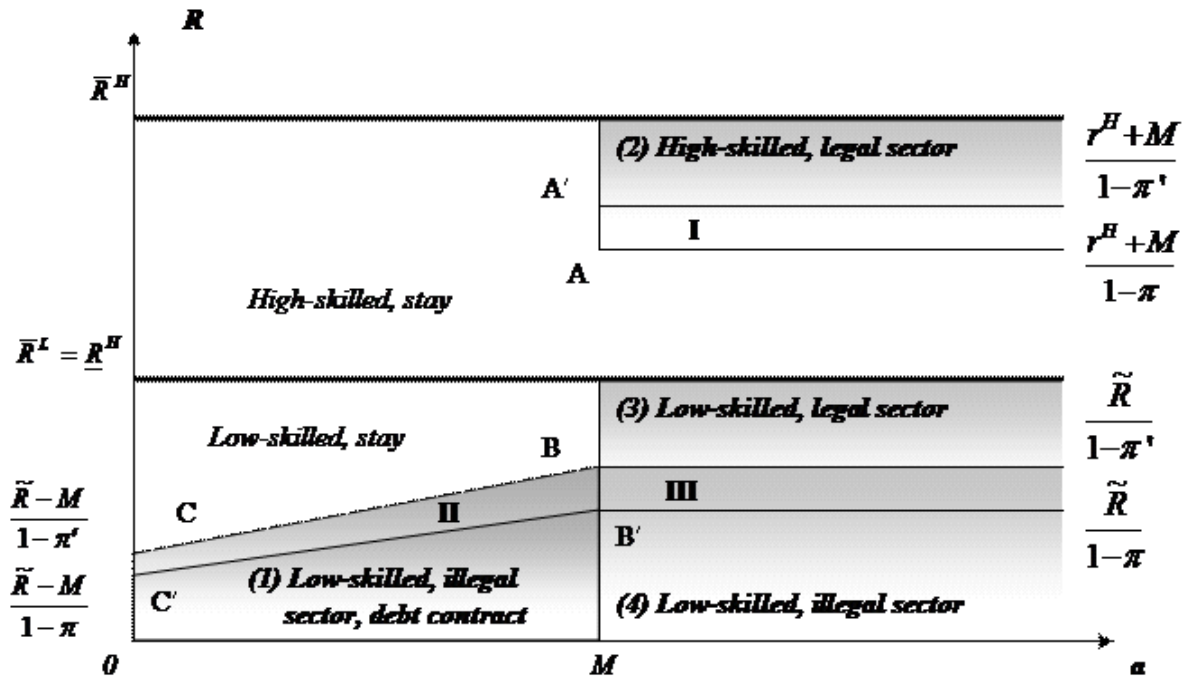 R
R̅ᴴ
(2) High-skilled, legal sector
(r^H + M)/(1−π')
A'
I
(r^H + M)/(1−π)
A
High-skilled, stay
R̅ᴸ = R̲ᴴ
(3) Low-skilled, legal sector
R̃/(1−π')
Low-skilled, stay
B
III
R̃/(1−π)
(R̃ − M)/(1−π')
C
II
B'
(R̃ − M)/(1−π)
C'
(1) Low-skilled, illegal
sector, debt contract
(4) Low-skilled, illegal sector
0
M
a